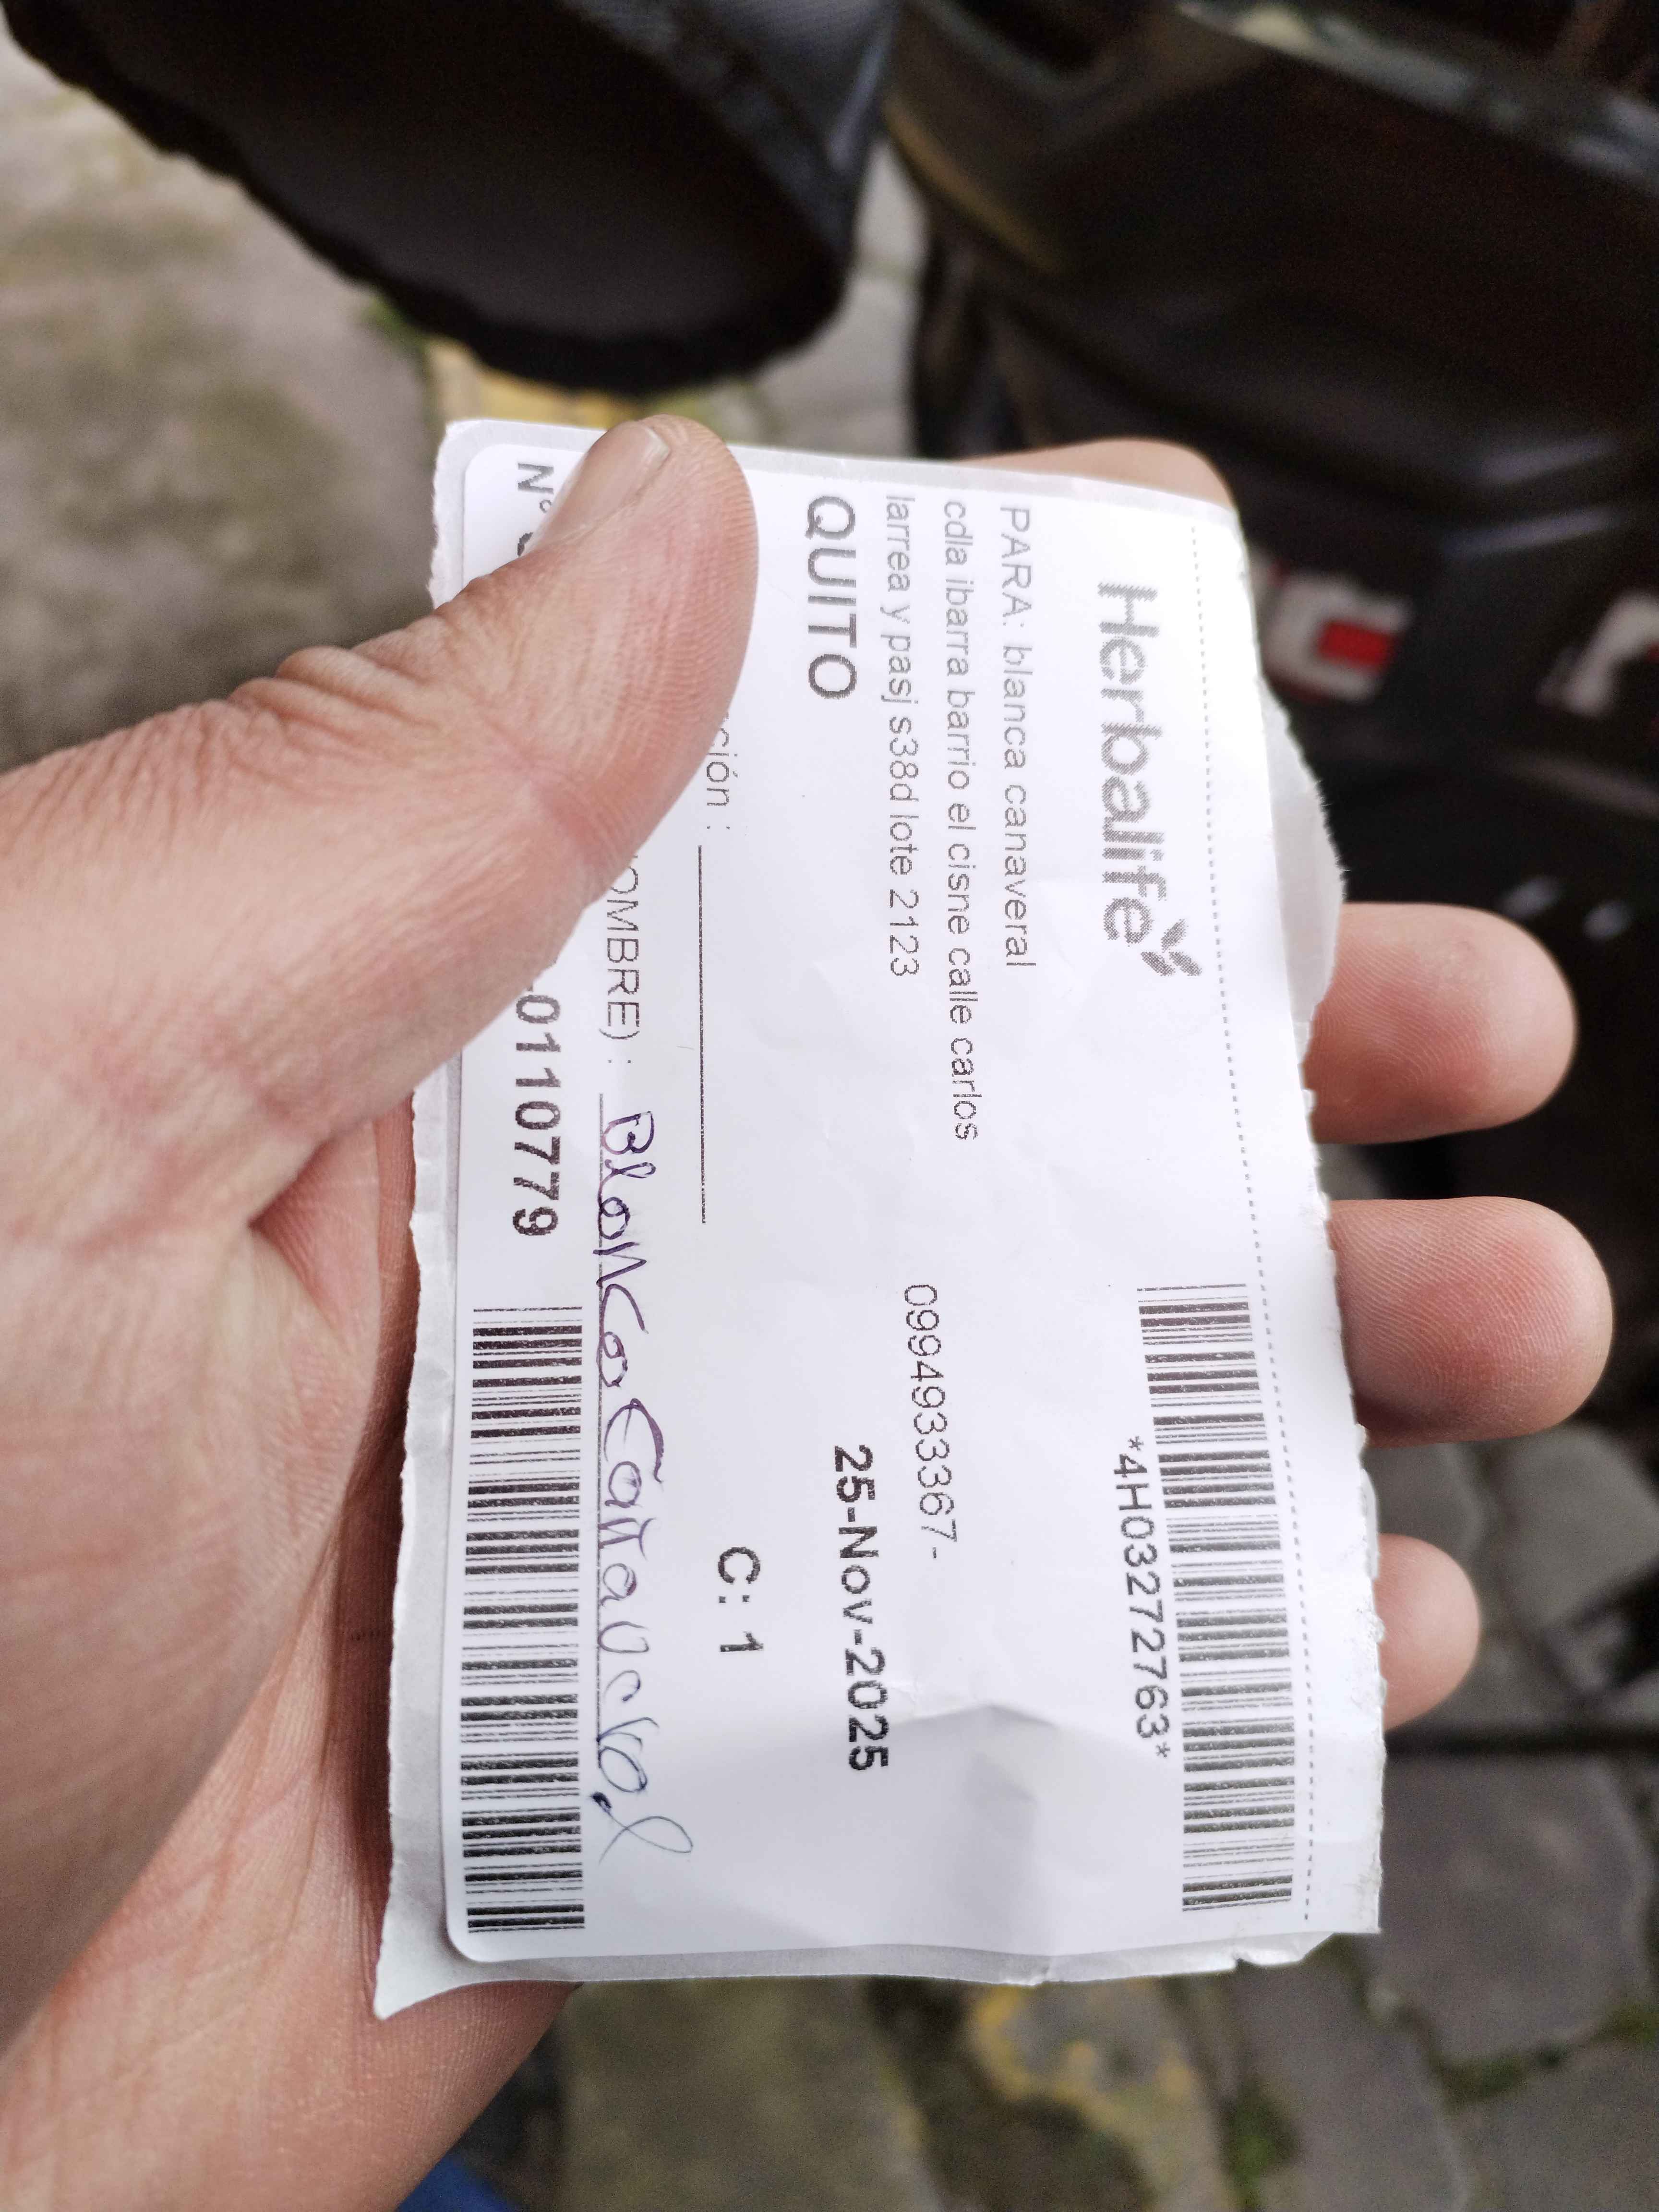 Herbalife
*4H03272763*
PARA: blanca canaveral
cdla ibarra barrio el cisne calle carlos
larrea y pasj s38d lote 2123
0999493367-
QUITO
25-Nov-2025
ción :
C: 1
OMBRE) : Blanca Cañaveral
N°
0110779